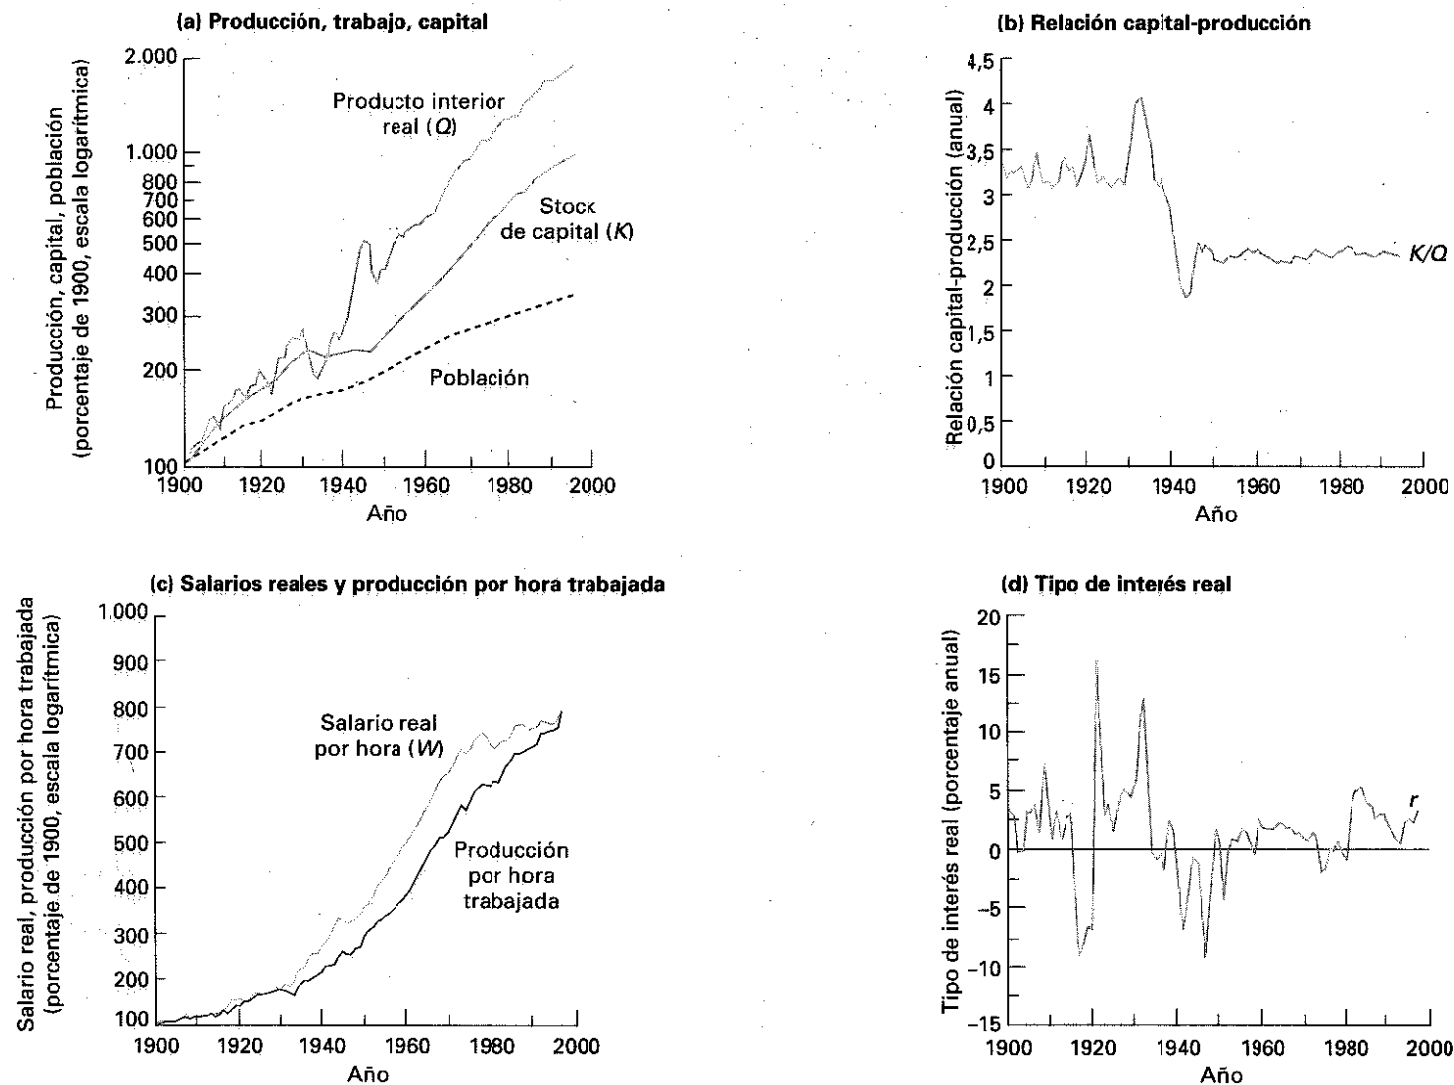 (a) Producción, trabajo, capital
Producción, capital, población
(porcentaje de 1900, escala logarítmica)
2.000
1.000
800
700
600
500
400
300
200
100
Producto interior
real (Q)
Stock
de capital (K)
Población
1900 1920 1940 1960 1980 2000
Año
(b) Relación capital-producción
Relación capital-producción (anual)
4,5
4
3,5
3
2,5
2
1,5
1
0,5
0
K/Q
1900 1920 1940 1960 1980 2000
Año
(c) Salarios reales y producción por hora trabajada
Salario real, producción por hora trabajada
(porcentaje de 1900, escala logarítmica)
1.000
900
800
700
600
500
400
300
200
100
Salario real
por hora (W)
Producción
por hora
trabajada
1900 1920 1940 1960 1980 2000
Año
(d) Tipo de interés real
Tipo de interés real (porcentaje anual)
20
15
10
5
0
–5
–10
–15
r
1900 1920 1940 1960 1980 2000
Año